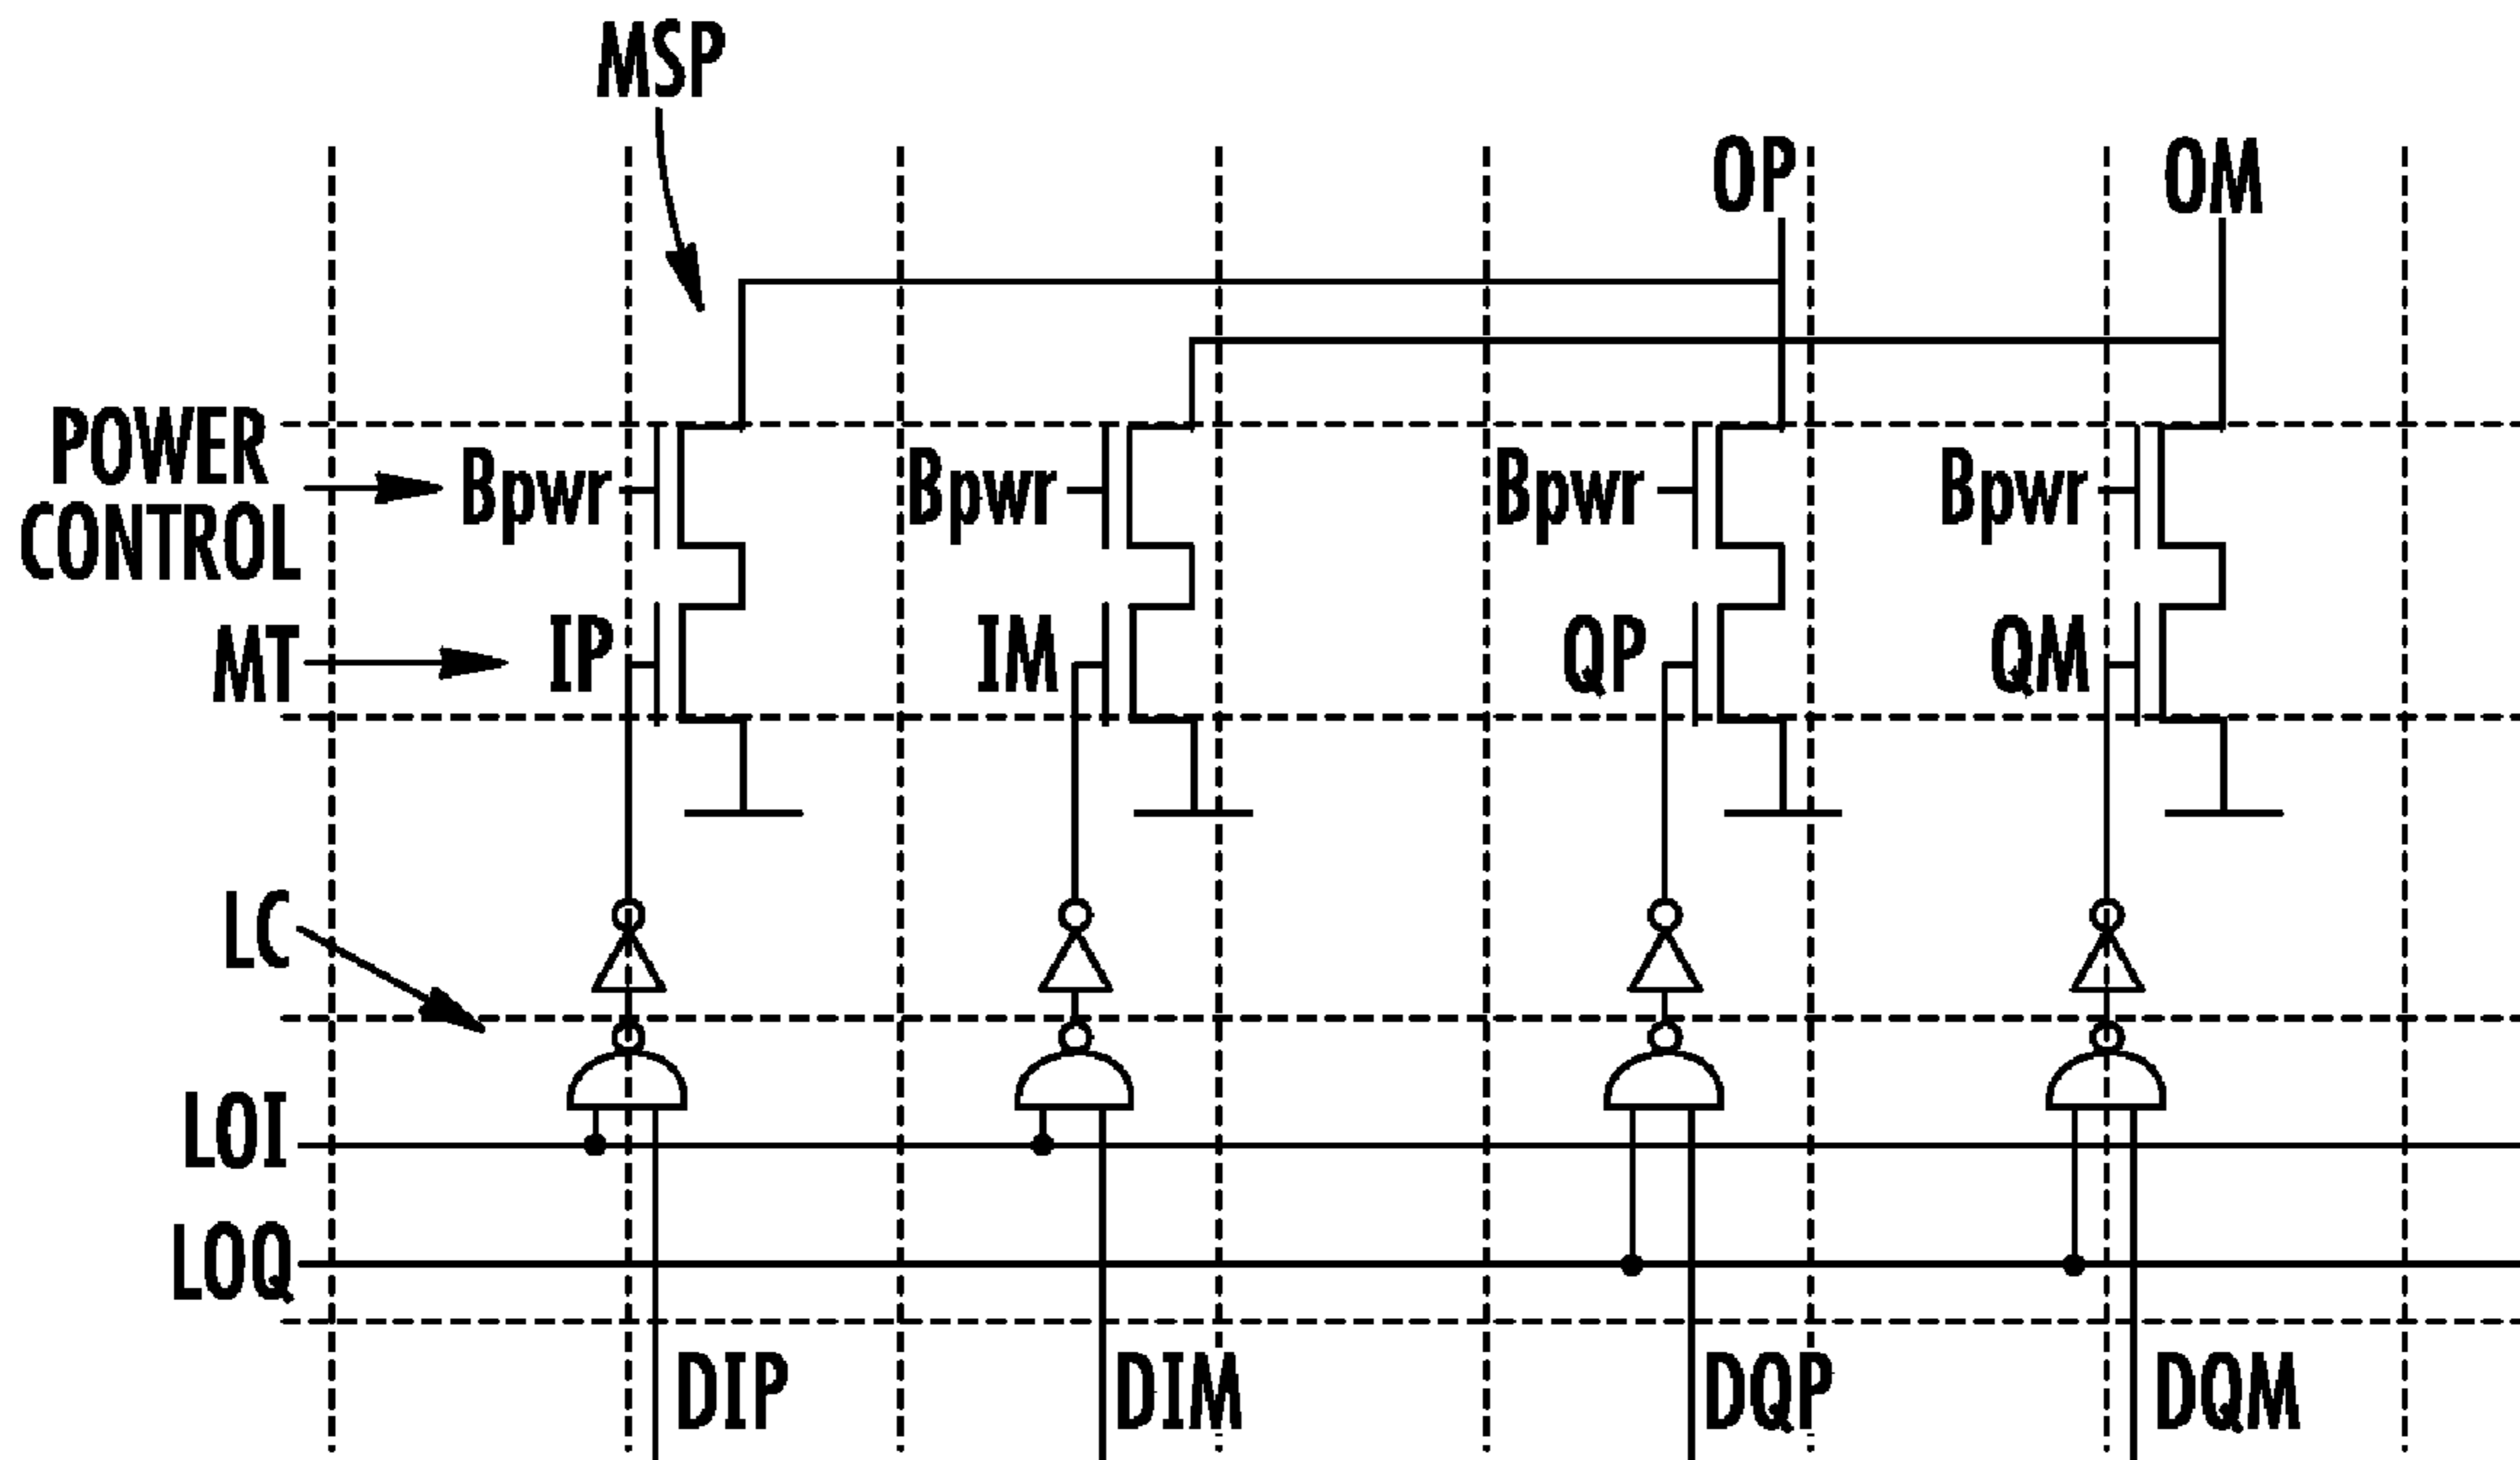 MSP
OP
OM
POWER
CONTROL
Bpwr
Bpwr
Bpwr
Bpwr
MT
IP
IM
QP
QM
LC
LOI
LOQ
DIP
DIM
DQP
DQM